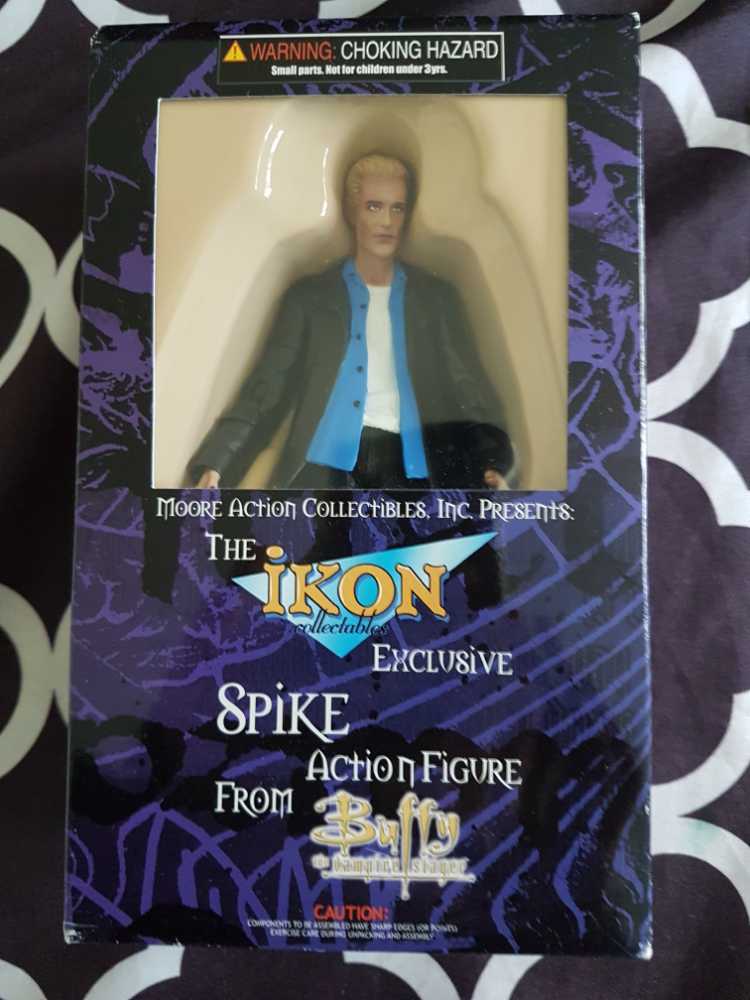 WARNING: CHOKING HAZARD
Small parts. Not for children under 3yrs.
Moore Action Collectibles, Inc. Presents:
The
iKON
collectables
Exclusive
Spike
Action Figure
From
Buffy
the vampire slayer
CAUTION:
COMPONENTS TO BE ASSEMBLED HAVE SHARP EDGES (OR POINTS)
EXERCISE CARE DURING UNPACKING AND ASSEMBLY